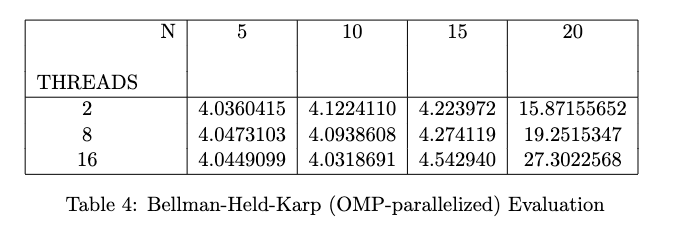 N 5 10 15 20
THREADS
2 4.0360415 4.1224110 4.223972 15.87155652
8 4.0473103 4.0938608 4.274119 19.2515347
16 4.0449099 4.0318691 4.542940 27.3022568
Table 4: Bellman-Held-Karp (OMP-parallelized) Evaluation